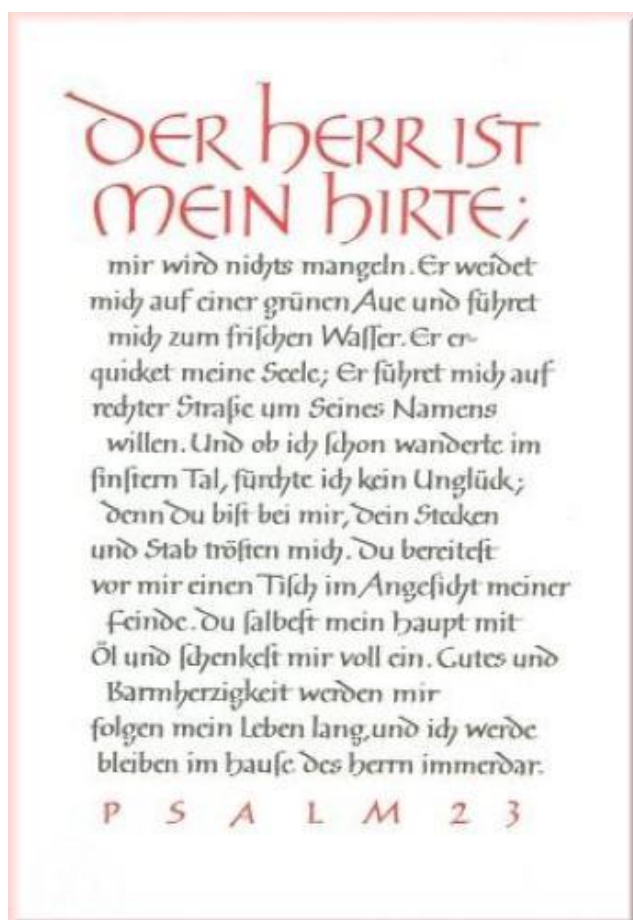 DER HERR IST
MEIN HIRTE;
mir wird nichts mangeln. Er weidet
mich auf einer grünen Aue und führet
mich zum friſchen Waſſer. Er er-
quicket meine Seele; Er führet mich auf
rechter Straße um Seines Namens
willen. Und ob ich ſchon wanderte im
finſtern Tal, fürchte ich kein Unglück;
denn Du biſt bei mir, Dein Stecken
und Stab tröſten mich. Du bereiteſt
vor mir einen Tiſch im Angeſicht meiner
Feinde. Du ſalbeſt mein Haupt mit
Öl und ſchenkeſt mir voll ein. Gutes und
Barmherzigkeit werden mir
folgen mein Leben lang, und ich werde
bleiben im Hauſe des Herrn immerdar.
PSALM 23